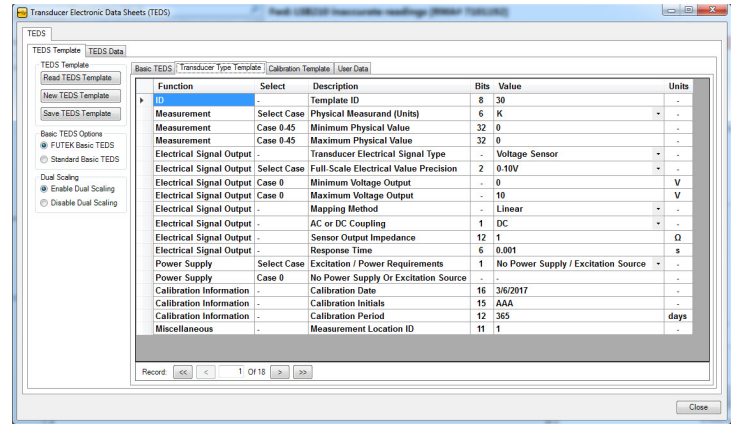 Transducer Electronic Data Sheets (TEDS)
TEDS
TEDS Template TEDS Data
TEDS Template
Read TEDS Template
New TEDS Template
Save TEDS Template
Basic TEDS Options
FUTEK Basic TEDS
Standard Basic TEDS
Dual Scaling
Enable Dual Scaling
Disable Dual Scaling
Basic TEDS Transducer Type Template Calibration Template User Data
Function Select Description Bits Value Units
ID - Template ID 8 30 -
Measurement Select Case Physical Measurand (Units) 6 K -
Measurement Case 0-45 Minimum Physical Value 32 0 -
Measurement Case 0-45 Maximum Physical Value 32 0 -
Electrical Signal Output - Transducer Electrical Signal Type - Voltage Sensor -
Electrical Signal Output Select Case Full-Scale Electrical Value Precision 2 0-10V -
Electrical Signal Output Case 0 Minimum Voltage Output - 0 V
Electrical Signal Output Case 0 Maximum Voltage Output - 10 V
Electrical Signal Output - Mapping Method - Linear -
Electrical Signal Output - AC or DC Coupling 1 DC -
Electrical Signal Output - Sensor Output Impedance 12 1 Ω
Electrical Signal Output - Response Time 6 0.001 s
Power Supply Select Case Excitation / Power Requirements 1 No Power Supply / Excitation Source -
Power Supply Case 0 No Power Supply Or Excitation Source - - -
Calibration Information - Calibration Date 16 3/6/2017 -
Calibration Information - Calibration Initials 15 AAA -
Calibration Information - Calibration Period 12 365 days
Miscellaneous - Measurement Location ID 11 1 -
Record: << < 1 Of 18 > >>
Close